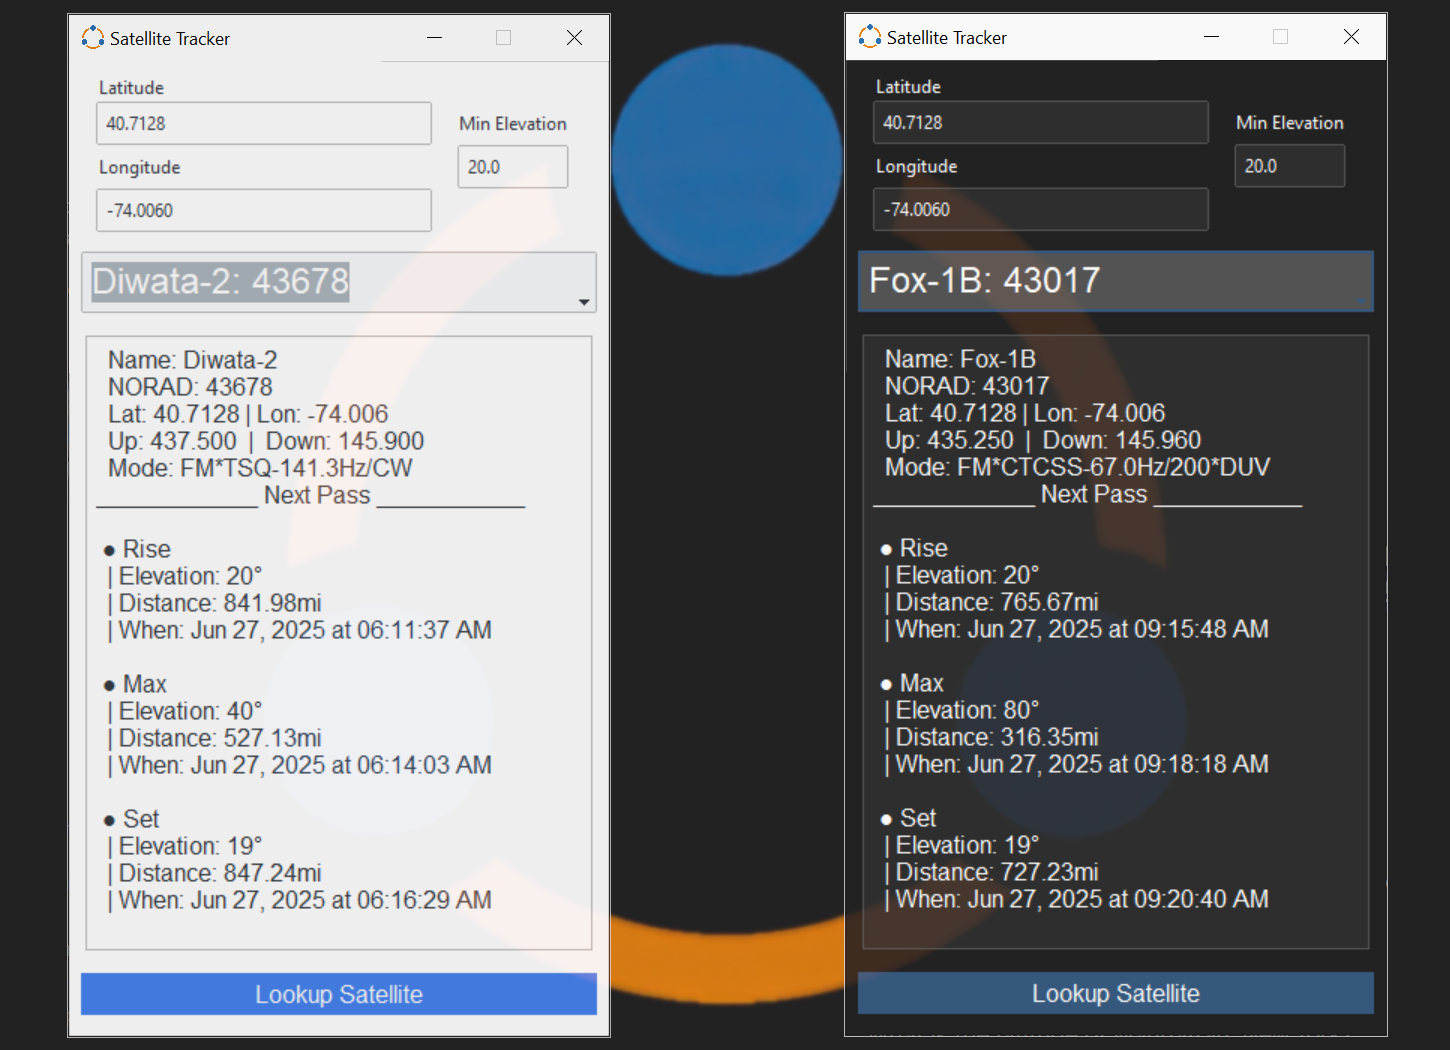 Satellite Tracker
Latitude
40.7128
Min Elevation
Longitude
20.0
-74.0060
Diwata-2: 43678
Name: Diwata-2
NORAD: 43678
Lat: 40.7128 | Lon: -74.006
Up: 437.500 | Down: 145.900
Mode: FM*TSQ-141.3Hz/CW
____________ Next Pass ____________
● Rise
| Elevation: 20°
| Distance: 841.98mi
| When: Jun 27, 2025 at 06:11:37 AM
● Max
| Elevation: 40°
| Distance: 527.13mi
| When: Jun 27, 2025 at 06:14:03 AM
● Set
| Elevation: 19°
| Distance: 847.24mi
| When: Jun 27, 2025 at 06:16:29 AM
Lookup Satellite
Satellite Tracker
Latitude
40.7128
Min Elevation
Longitude
20.0
-74.0060
Fox-1B: 43017
Name: Fox-1B
NORAD: 43017
Lat: 40.7128 | Lon: -74.006
Up: 435.250 | Down: 145.960
Mode: FM*CTCSS-67.0Hz/200*DUV
____________ Next Pass ____________
● Rise
| Elevation: 20°
| Distance: 765.67mi
| When: Jun 27, 2025 at 09:15:48 AM
● Max
| Elevation: 80°
| Distance: 316.35mi
| When: Jun 27, 2025 at 09:18:18 AM
● Set
| Elevation: 19°
| Distance: 727.23mi
| When: Jun 27, 2025 at 09:20:40 AM
Lookup Satellite